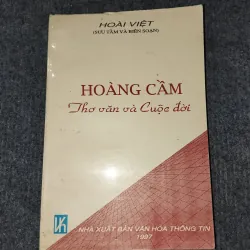 HOÀI VIỆT
(SƯU TẦM VÀ BIÊN SOẠN)
HOÀNG CẦM
Thơ văn và Cuộc đời
NHÀ XUẤT BẢN VĂN HÓA THÔNG TIN
1997